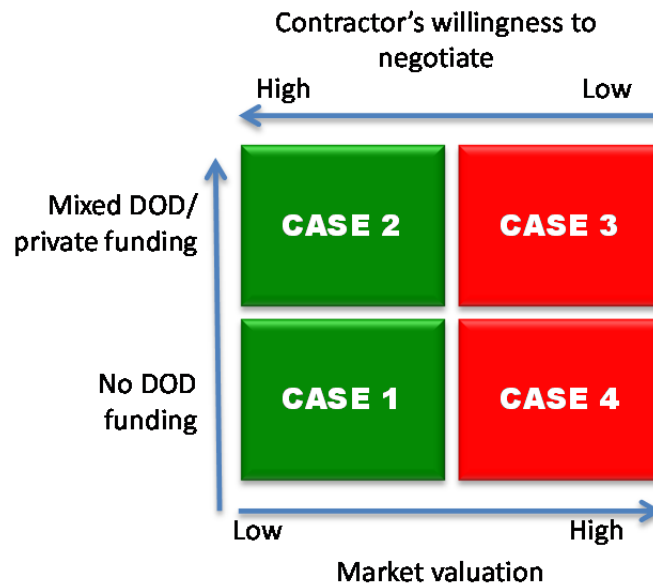 Contractor’s willingness to
negotiate
High
Low
Mixed DOD/
private funding
CASE 2
CASE 3
No DOD
funding
CASE 1
CASE 4
Low
High
Market valuation